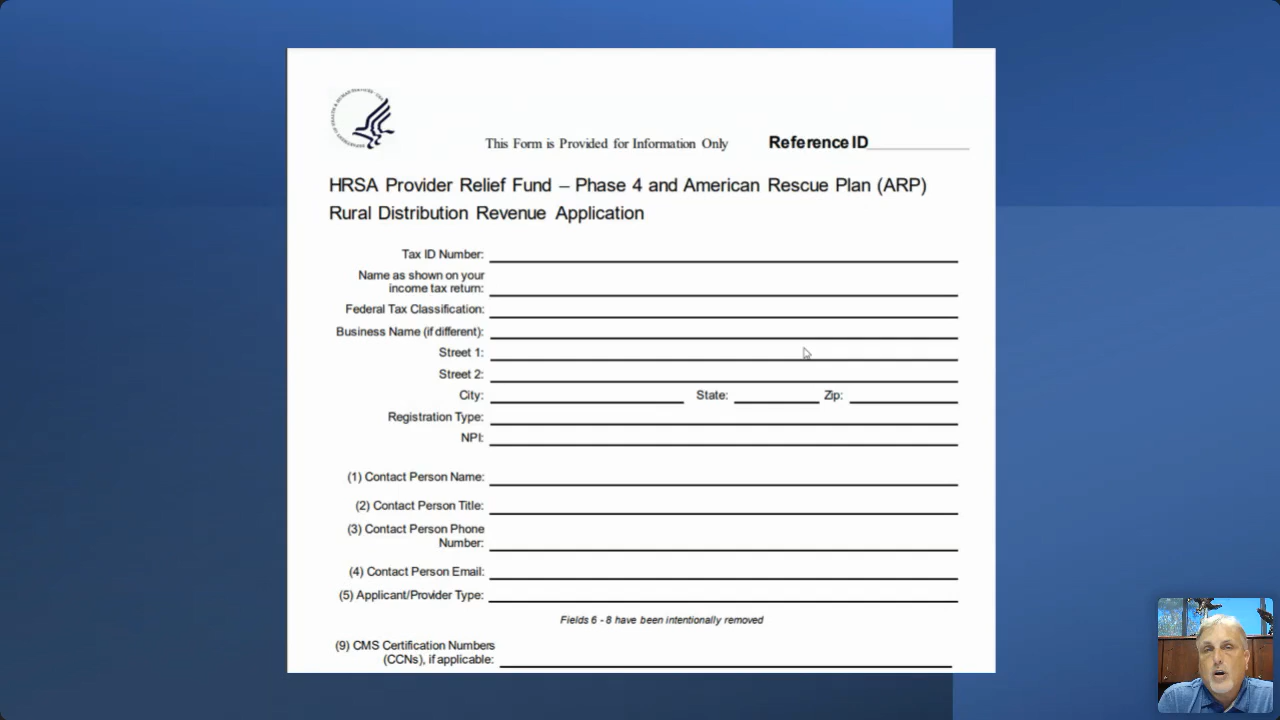 This Form is Provided for Information Only
Reference ID
HRSA Provider Relief Fund – Phase 4 and American Rescue Plan (ARP)
Rural Distribution Revenue Application
Tax ID Number:
Name as shown on your
income tax return:
Federal Tax Classification:
Business Name (if different):
Street 1:
Street 2:
City: State: Zip:
Registration Type:
NPI:
(1) Contact Person Name:
(2) Contact Person Title:
(3) Contact Person Phone
Number:
(4) Contact Person Email:
(5) Applicant/Provider Type:
Fields 6 - 8 have been intentionally removed
(9) CMS Certification Numbers
(CCNs), if applicable: